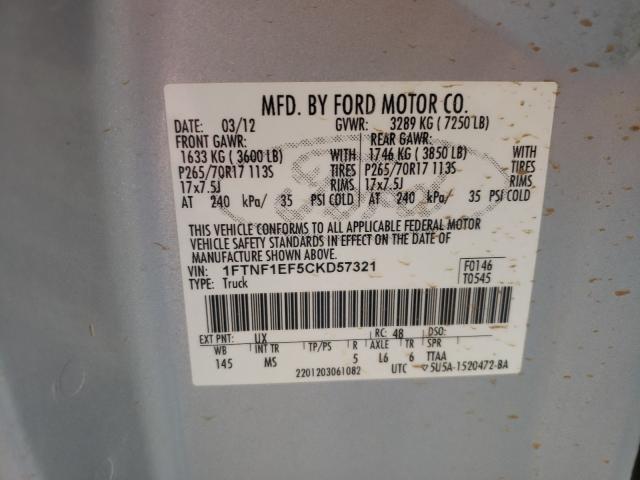 MFD. BY FORD MOTOR CO.
DATE: 03/12 GVWR: 3289 KG ( 7250 LB)
FRONT GAWR: REAR GAWR:
1633 KG ( 3600 LB) WITH 1746 KG ( 3850 LB) WITH
P265/70R17 113S TIRES P265/70R17 113S TIRES
17x7.5J RIMS 17x7.5J RIMS
AT 240 kPa/ 35 PSI COLD AT 240 kPa/ 35 PSI COLD
Ford
THIS VEHICLE CONFORMS TO ALL APPLICABLE FEDERAL MOTOR
VEHICLE SAFETY STANDARDS IN EFFECT ON THE DATE OF
MANUFACTURE SHOWN ABOVE.
VIN: 1FTNF1EF5CKD57321 F0146
TYPE: Truck T0545
EXT PNT: UX RC: 48 DSO:
WB INT TR TP/PS R AXLE TR SPR
145 MS 5 L6 6 TTAA
2201203061082 UTC ▽5U5A-1520472-BA